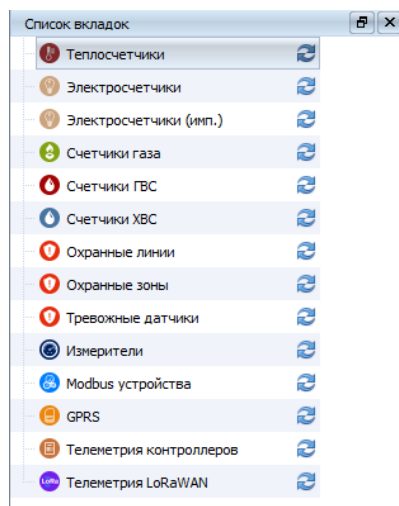 Список вкладок
Теплосчетчики
Электросчетчики
Электросчетчики (имп.)
Счетчики газа
Счетчики ГВС
Счетчики ХВС
Охранные линии
Охранные зоны
Тревожные датчики
Измерители
Modbus устройства
GPRS
Телеметрия контроллеров
LoRa Телеметрия LoRaWAN